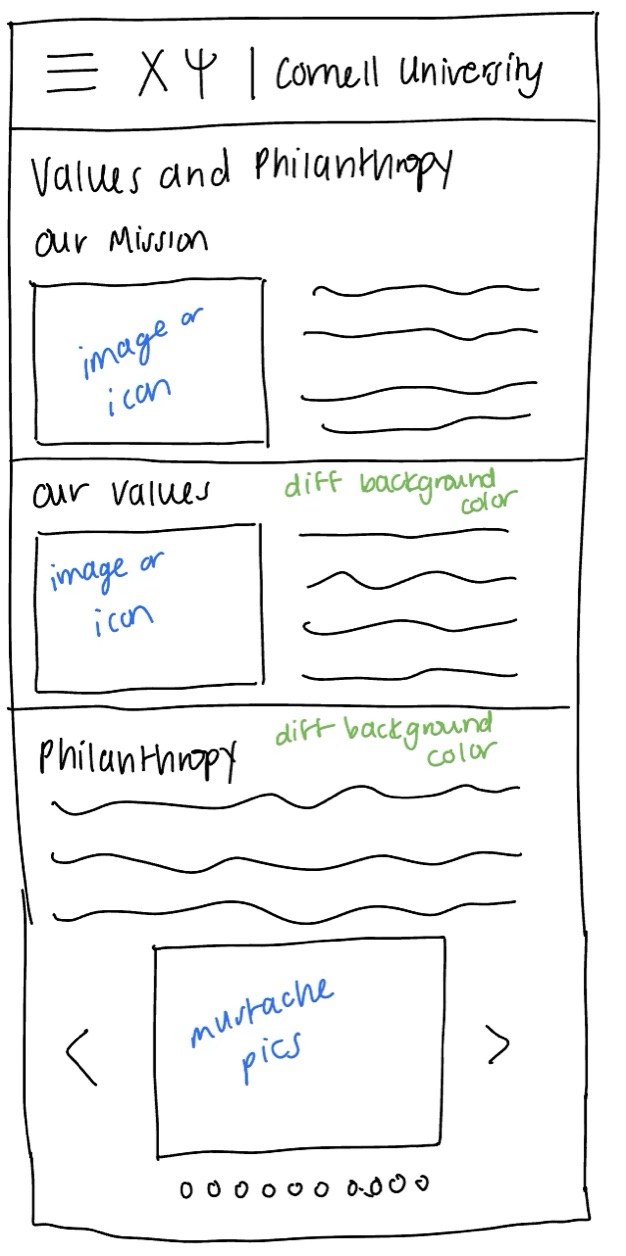 Χ Ψ | Cornell University
Values and Philanthropy
Our Mission
image or
icon
Our Values
diff background
color
image or
icon
diff background
color
Philanthropy
mustache
pics